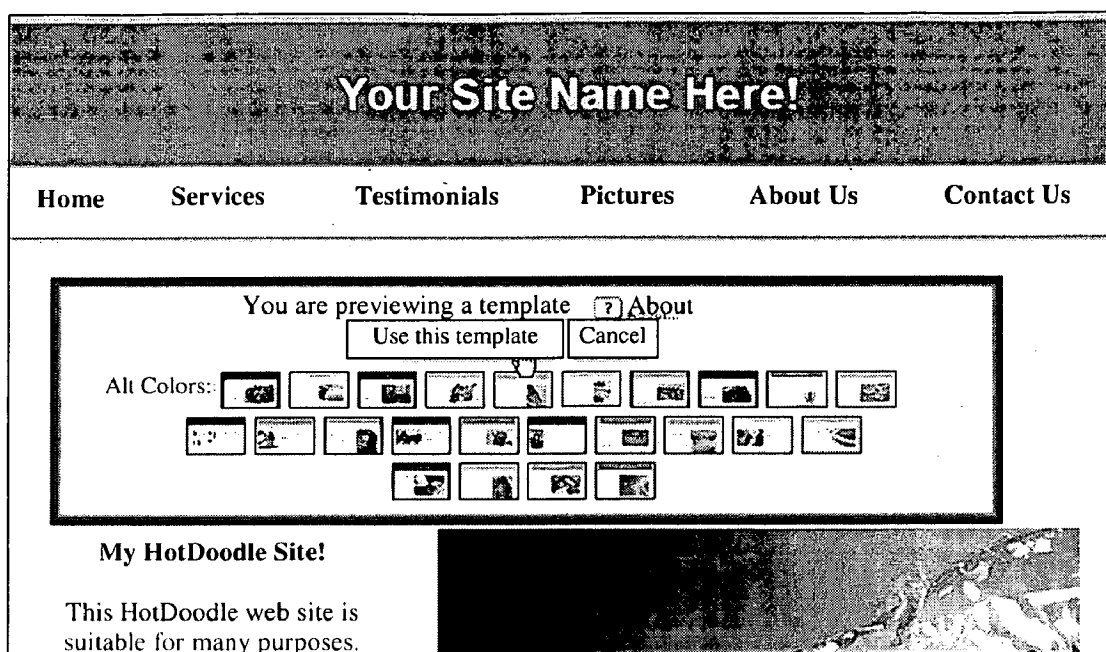 Your Site Name Here!
Home Services Testimonials Pictures About Us Contact Us
You are previewing a template ? About
Use this template Cancel
Alt Colors:
My HotDoodle Site!
This HotDoodle web site is
suitable for many purposes.